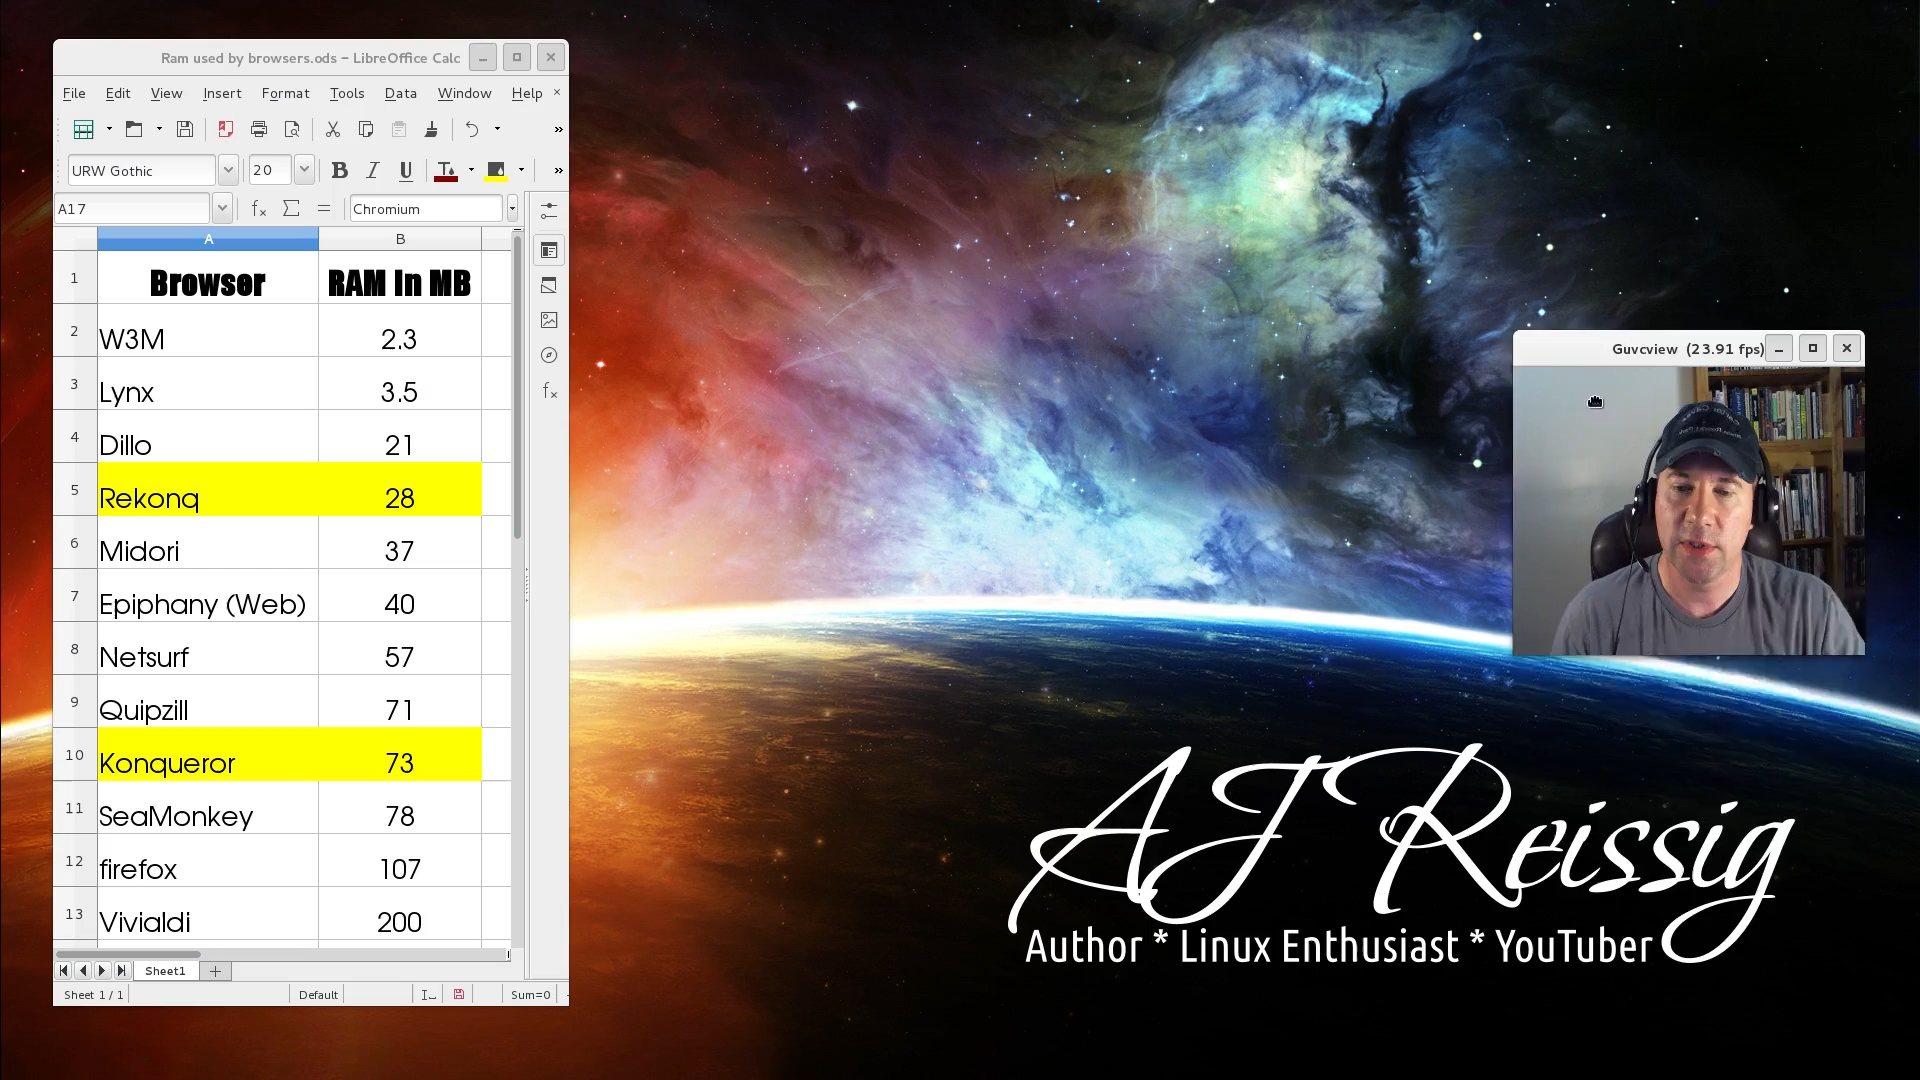 Ram used by browsers.ods – LibreOffice Calc
File Edit View Insert Format Tools Data Window Help
URW Gothic 20
A17 Chromium
A B
1 Browser RAM In MB
2 W3M 2.3
3 Lynx 3.5
4 Dillo 21
5 Rekonq 28
6 Midori 37
7 Epiphany (Web) 40
8 Netsurf 57
9 Quipzill 71
10 Konqueror 73
11 SeaMonkey 78
12 firefox 107
13 Vivialdi 200
Sheet1
Sheet 1 / 1 Default Sum=0
Guvcview (23.91 fps)
AJ Reissig
Author * Linux Enthusiast * YouTuber